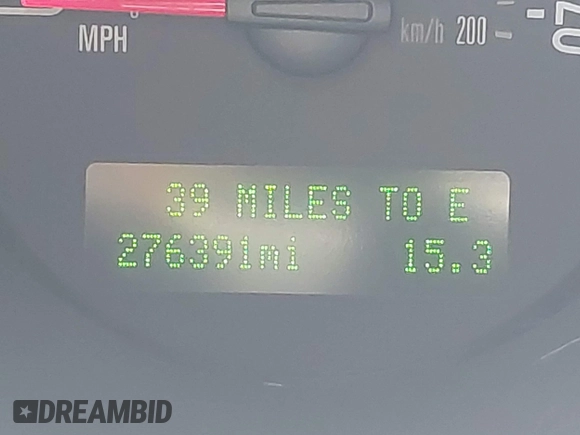 MPH
km/h 200
39 MILES TO E
276391mi 15.3
DREAMBID